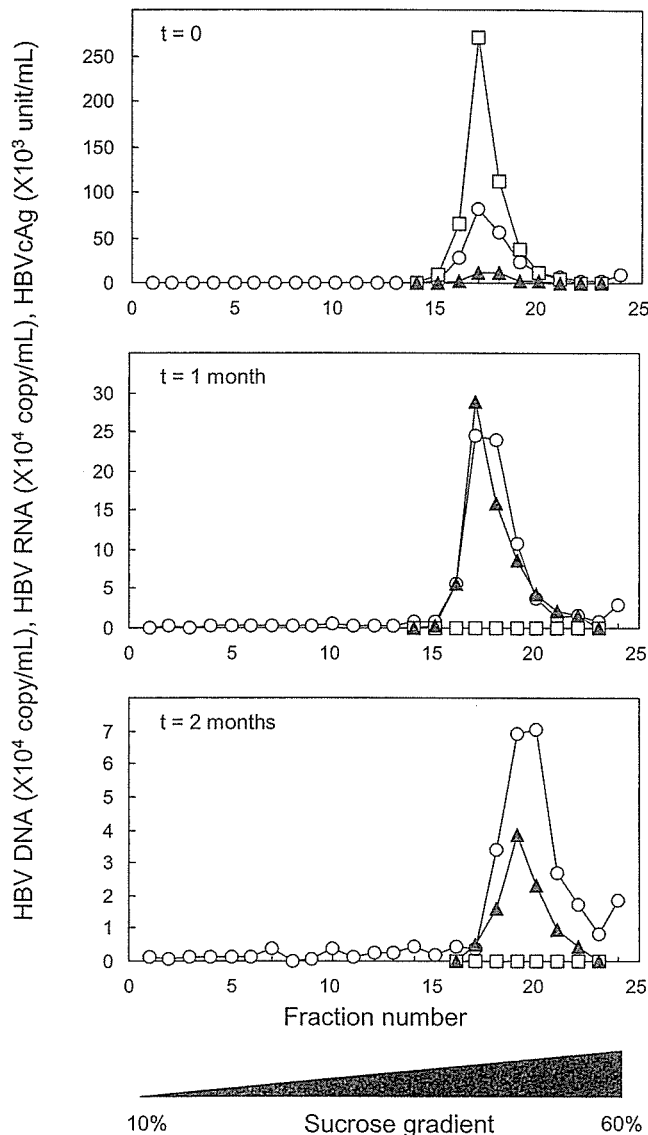 HBV DNA (X10⁴ copy/mL), HBV RNA (X10⁴ copy/mL), HBVcAg (X10³ unit/mL)
t = 0
250
200
150
100
50
0
0 5 10 15 20 25
t = 1 month
30
25
20
15
10
5
0
0 5 10 15 20 25
t = 2 months
7
6
5
4
3
2
1
0
0 5 10 15 20 25
Fraction number
10% Sucrose gradient 60%